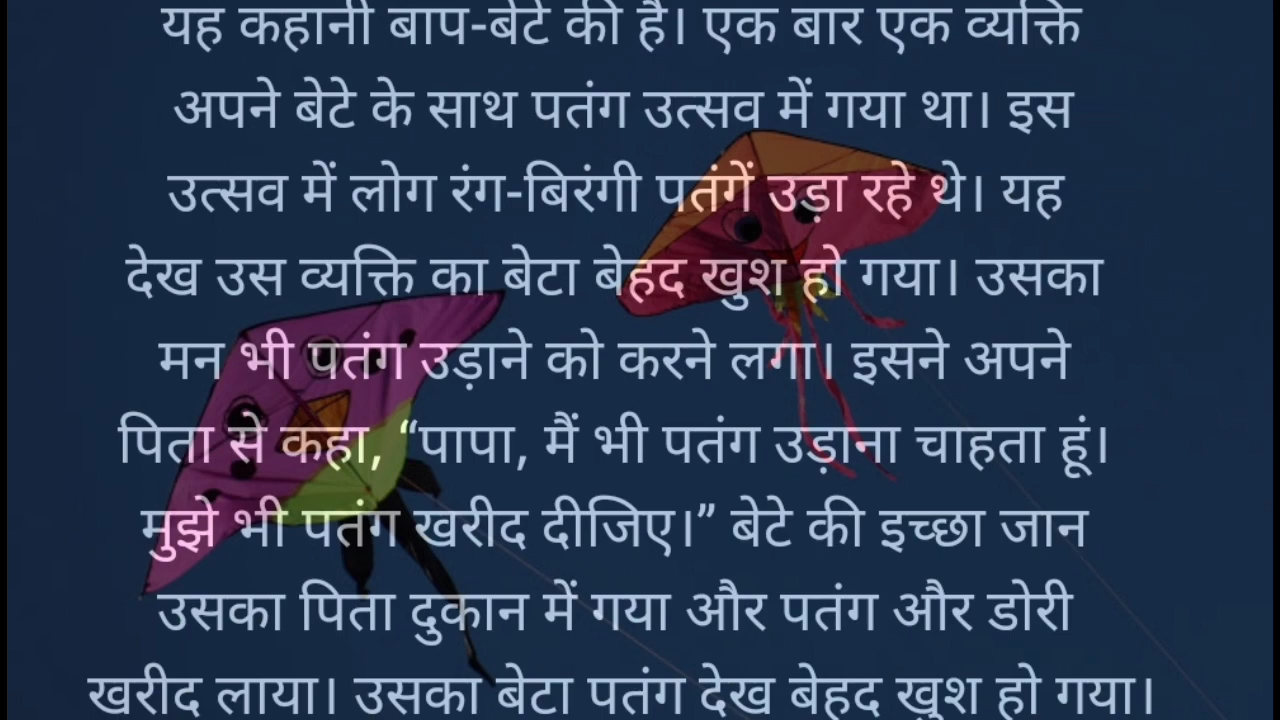 यह कहानी बाप-बेटे की है। एक बार एक व्यक्ति
अपने बेटे के साथ पतंग उत्सव में गया था। इस
उत्सव में लोग रंग-बिरंगी पतंगें उड़ा रहे थे। यह
देख उस व्यक्ति का बेटा बेहद खुश हो गया। उसका
मन भी पतंग उड़ाने को करने लगा। इसने अपने
पिता से कहा, “पापा, मैं भी पतंग उड़ाना चाहता हूं।
मुझे भी पतंग खरीद दीजिए।” बेटे की इच्छा जान
उसका पिता दुकान में गया और पतंग और डोरी
खरीद लाया। उसका बेटा पतंग देख बेहद खुश हो गया।